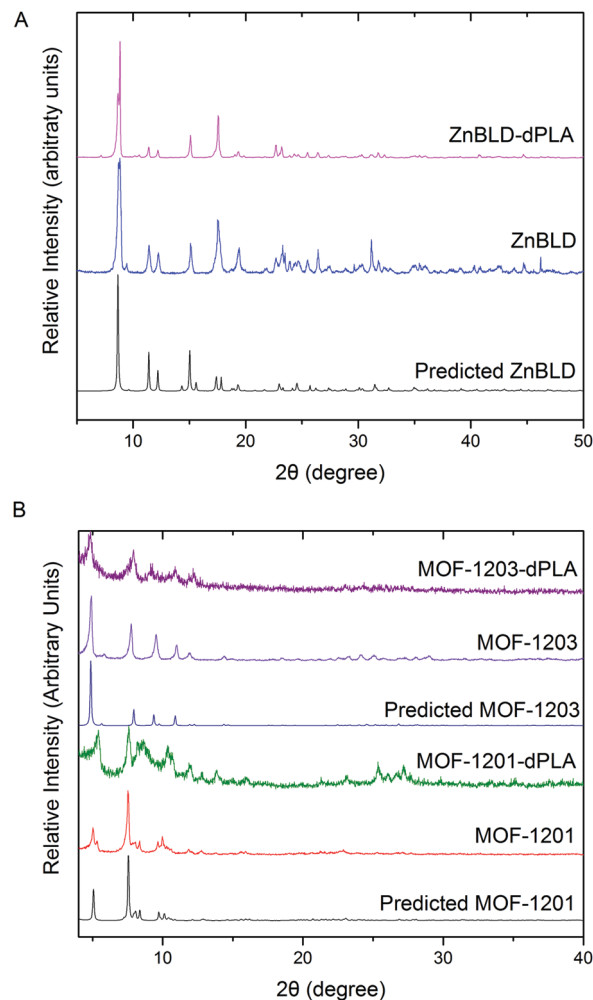 A
Relative Intensity (arbitraty units)
ZnBLD-dPLA
ZnBLD
Predicted ZnBLD
10 20 30 40 50
2θ (degree)
B
Relative Intensity (Arbitrary Units)
MOF-1203-dPLA
MOF-1203
Predicted MOF-1203
MOF-1201-dPLA
MOF-1201
Predicted MOF-1201
10 20 30 40
2θ (degree)